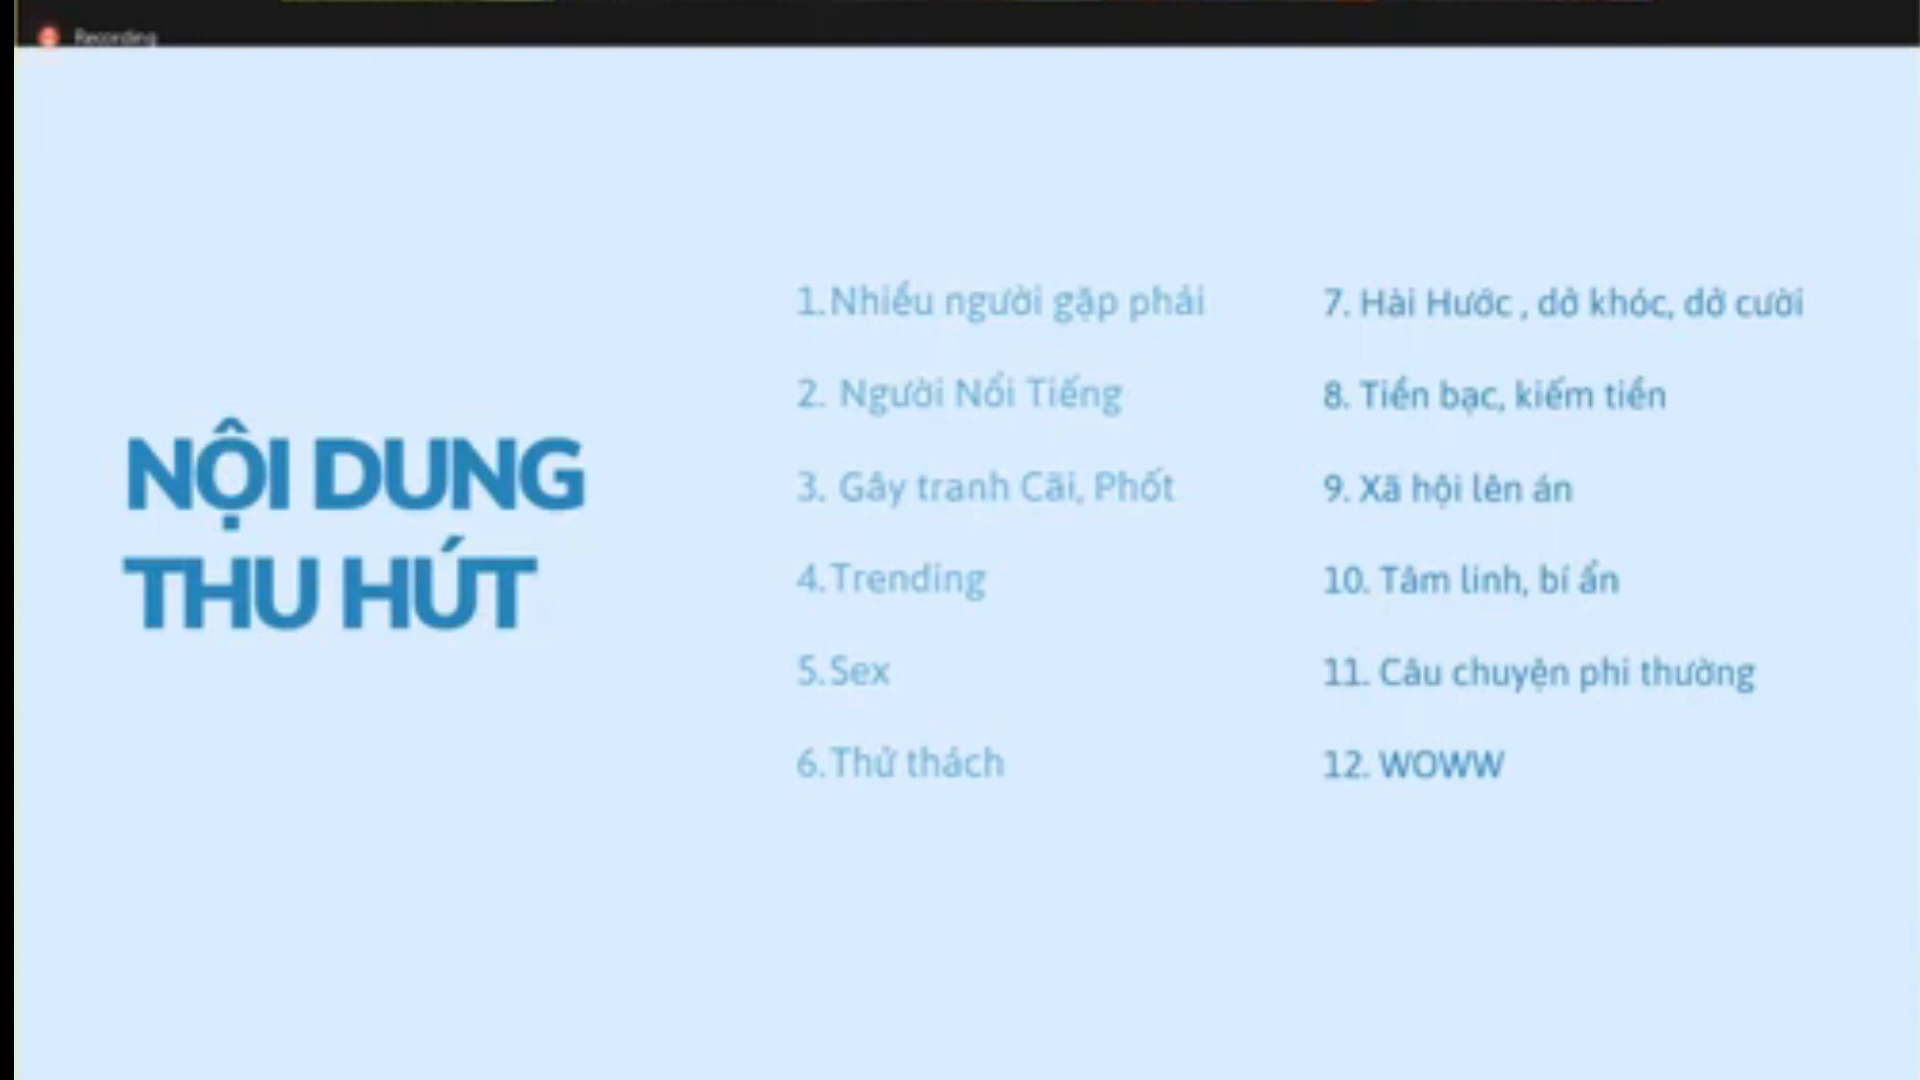 Recording
NỘI DUNG
THU HÚT
1.Nhiều người gặp phải
2. Người Nổi Tiếng
3. Gây tranh Cãi, Phốt
4.Trending
5.Sex
6.Thử thách
7. Hài Hước , dở khóc, dở cười
8. Tiền bạc, kiếm tiền
9. Xã hội lên án
10. Tâm linh, bí ẩn
11. Câu chuyện phi thường
12. WOWW